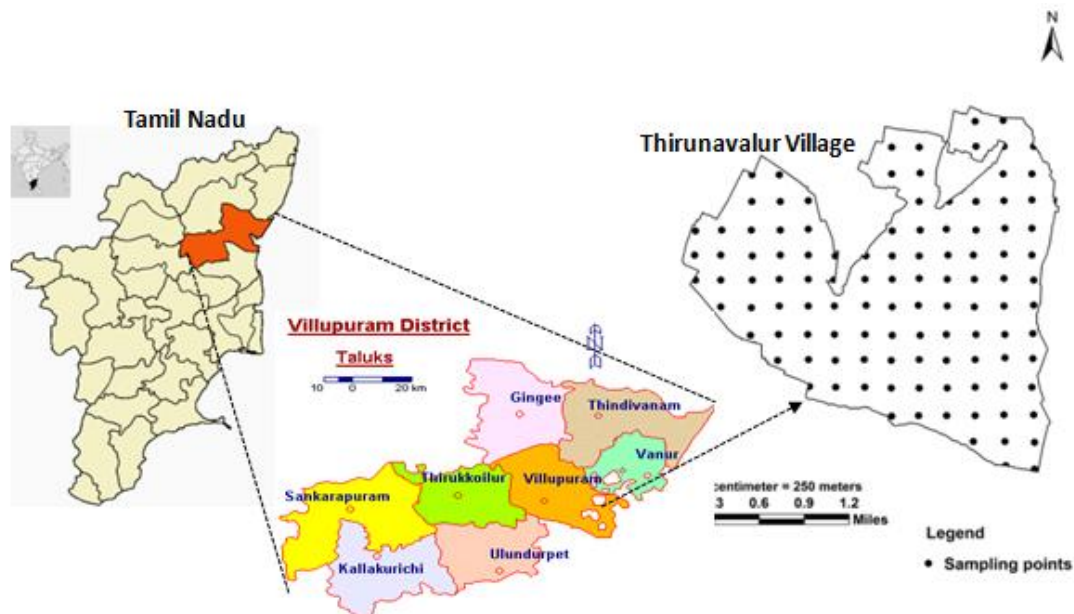 N
Tamil Nadu
Thirunavalur Village
Villupuram District
Taluks
10 0 20 km
Gingee
Thindivanam
Vanur
Thirukkoilur
Villupuram
Sankarapuram
Ulundurpet
Kallakurichi
centimeter = 250 meters
3 0.6 0.9 1.2
Miles
Legend
Sampling points